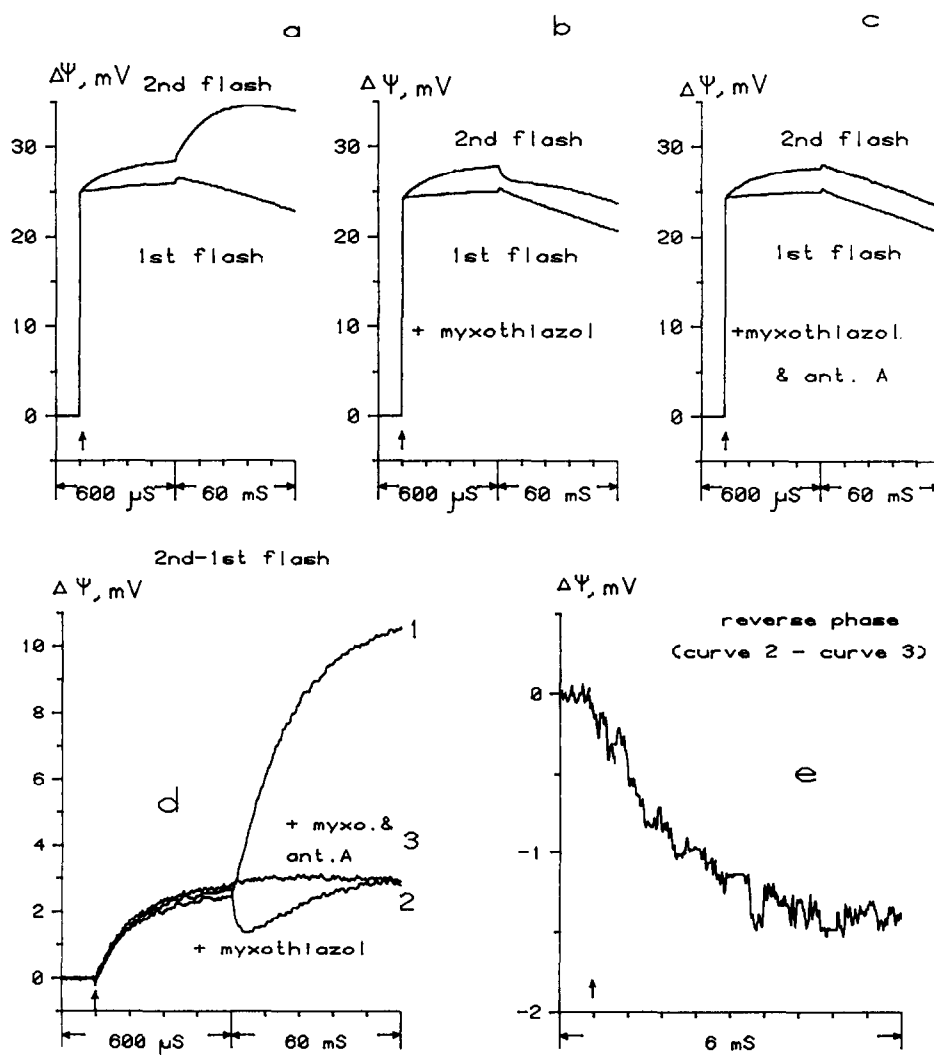 a
ΔΨ, mV
2nd flash
30
20
10
0
1st flash
600 μS
60 mS
b
ΔΨ, mV
2nd flash
30
20
10
0
1st flash
+ myxothiazol
600 μS
60 mS
c
ΔΨ, mV
2nd flash
30
20
10
0
1st flash
+myxothiazol
& ant. A
600 μS
60 mS
2nd-1st flash
ΔΨ, mV
10
8
6
4
2
0
d
1
+ myxo.&
ant.A
3
2
+ myxothiazol
600 μS
60 mS
ΔΨ, mV
reverse phase
(curve 2 - curve 3)
0
-1
-2
e
6 mS